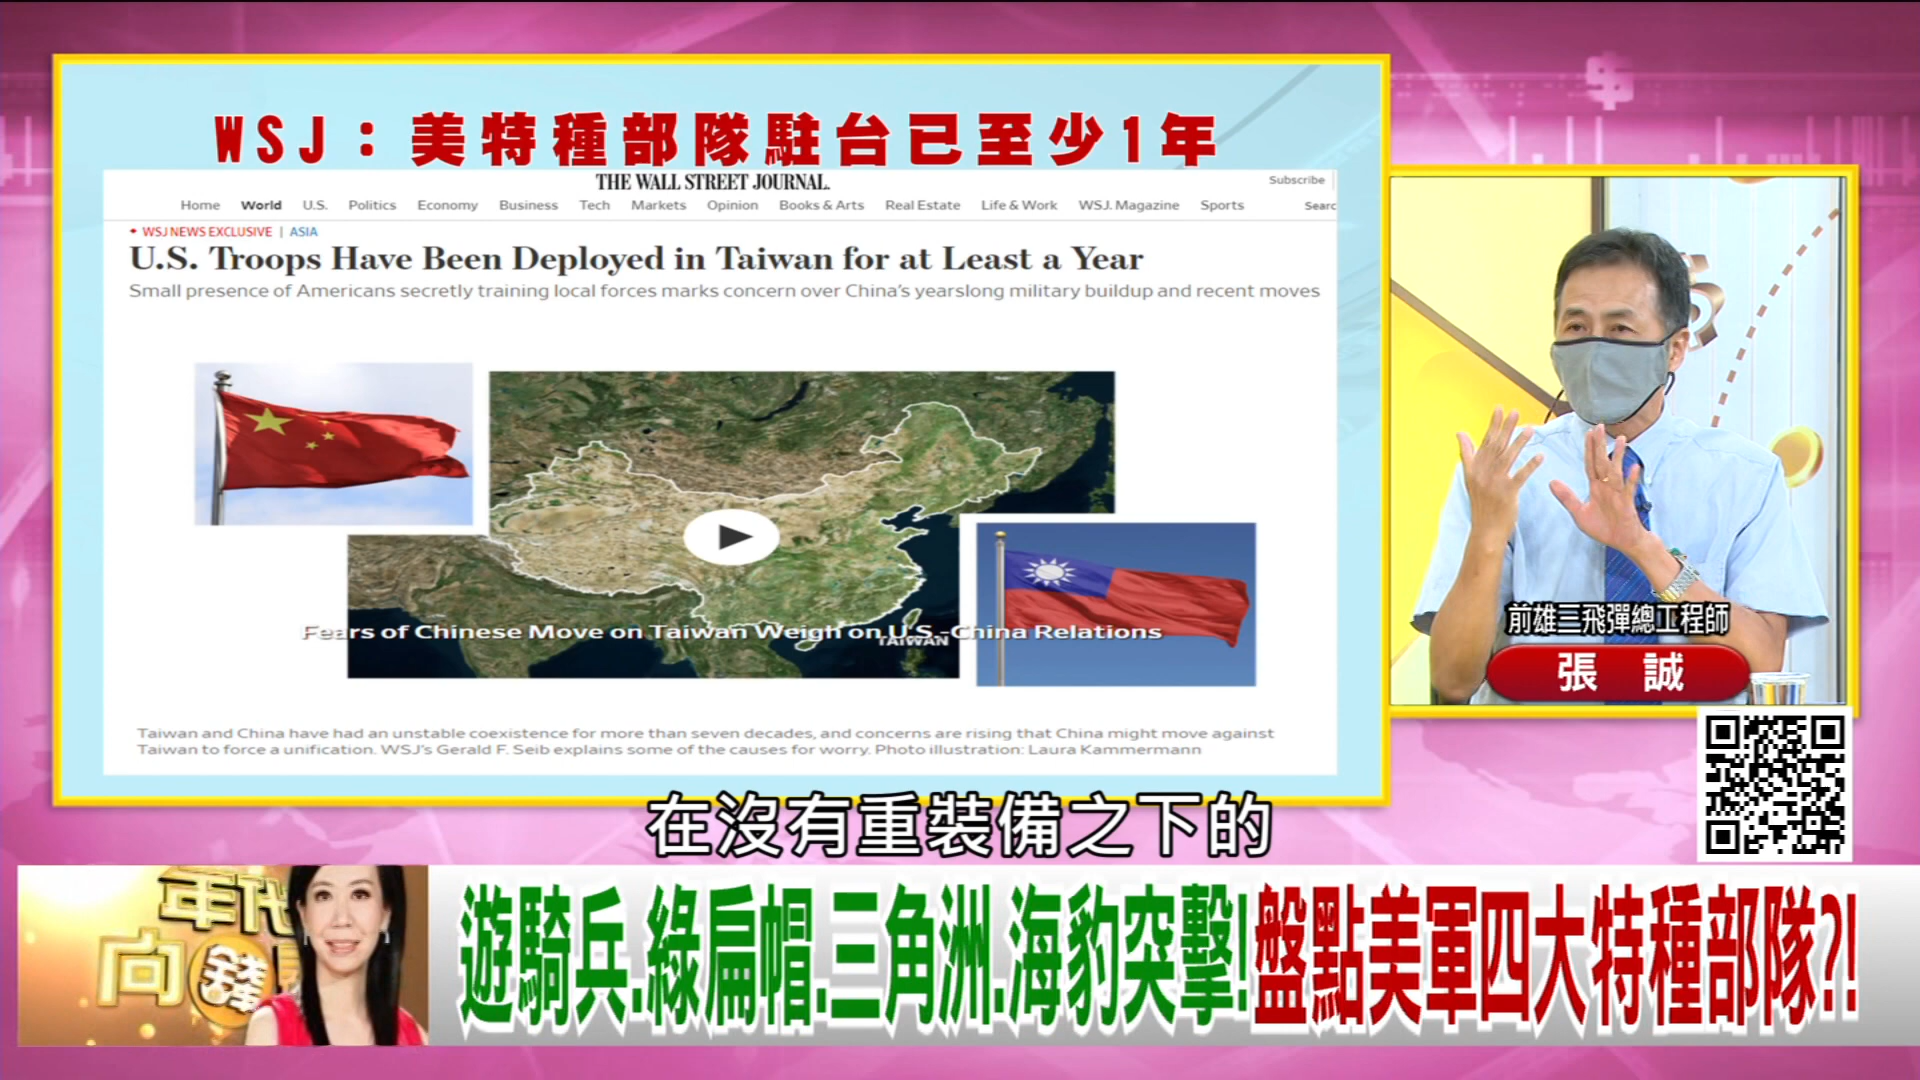 WSJ：美特種部隊駐台已至少1年
THE WALL STREET JOURNAL.
Subscribe
Home World U.S. Politics Economy Business Tech Markets Opinion Books & Arts Real Estate Life & Work WSJ. Magazine Sports
WSJ NEWS EXCLUSIVE | ASIA
U.S. Troops Have Been Deployed in Taiwan for at Least a Year
Small presence of Americans secretly training local forces marks concern over China's yearslong military buildup and recent moves
Fears of Chinese Move on Taiwan Weigh on U.S.-China Relations
TAIWAN
Taiwan and China have had an unstable coexistence for more than seven decades, and concerns are rising that China might move against
Taiwan to force a unification. WSJ's Gerald F. Seib explains some of the causes for worry. Photo illustration: Laura Kammermann
前雄三飛彈總工程師
張 誠
在沒有重裝備之下的
年代
向錢
遊騎兵.綠扁帽.三角洲.海豹突擊!盤點美軍四大特種部隊?!